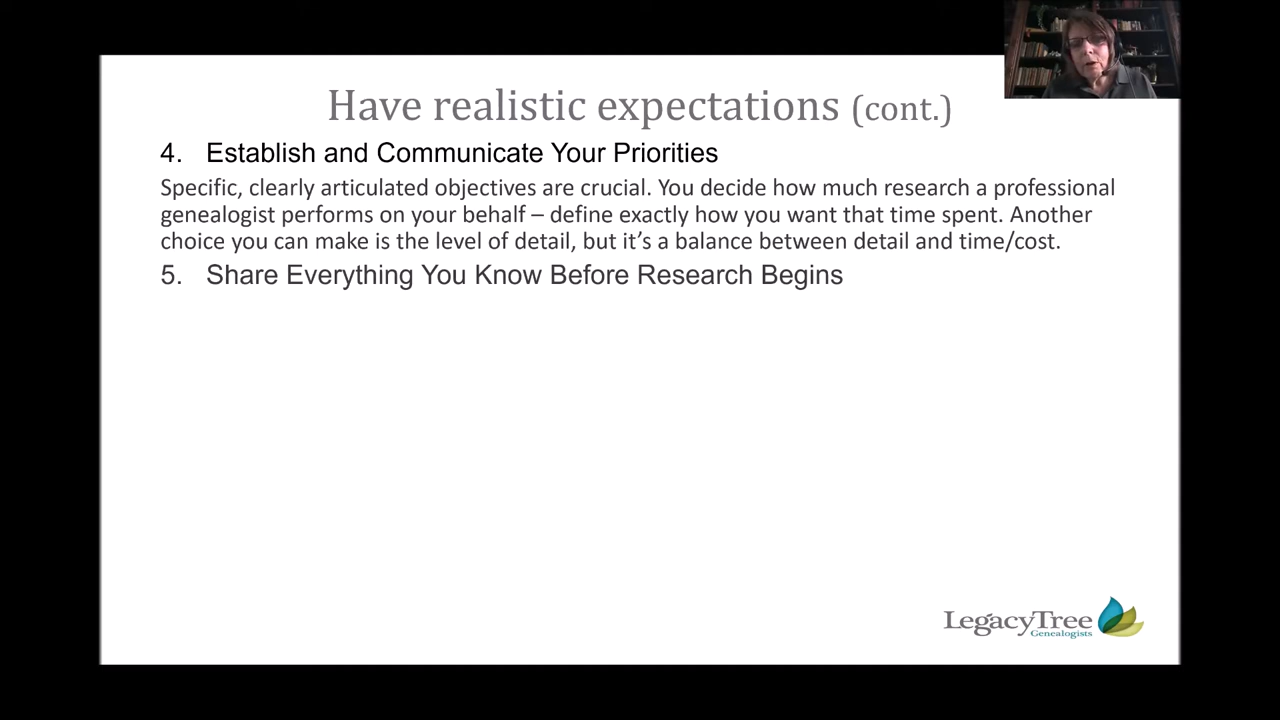 Have realistic expectations (cont.)
4. Establish and Communicate Your Priorities
Specific, clearly articulated objectives are crucial. You decide how much research a professional
genealogist performs on your behalf – define exactly how you want that time spent. Another
choice you can make is the level of detail, but it’s a balance between detail and time/cost.
5. Share Everything You Know Before Research Begins
LegacyTree
Genealogists